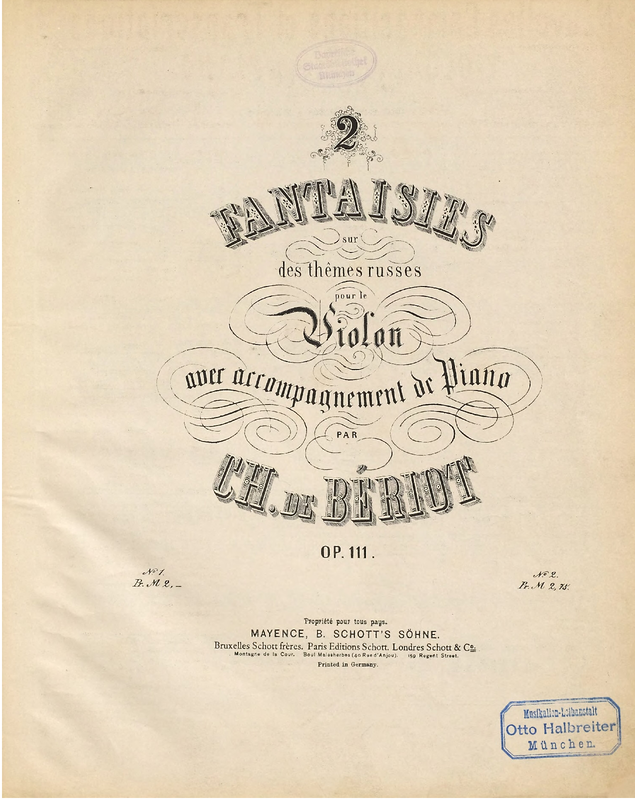 2
FANTAISIES
sur
des thêmes russes
pour le
Violon
avec accompagnement de Piano
PAR
CH. DE BÉRIOT
OP. 111.
No 1.
Pr. M 2, _
No 2.
Pr. M 2, 75.
Propriété pour tous pays.
MAYENCE, B. SCHOTT'S SÖHNE.
Bruxelles Schott frères. Paris Editions Schott. Londres Schott & Co.
Montagne de la Cour. Boul Malesherbes (40 Rue d'Anjou). 159 Regent Street.
Printed in Germany.
Musikalien-Leihanstalt
Otto Halbreiter
München.